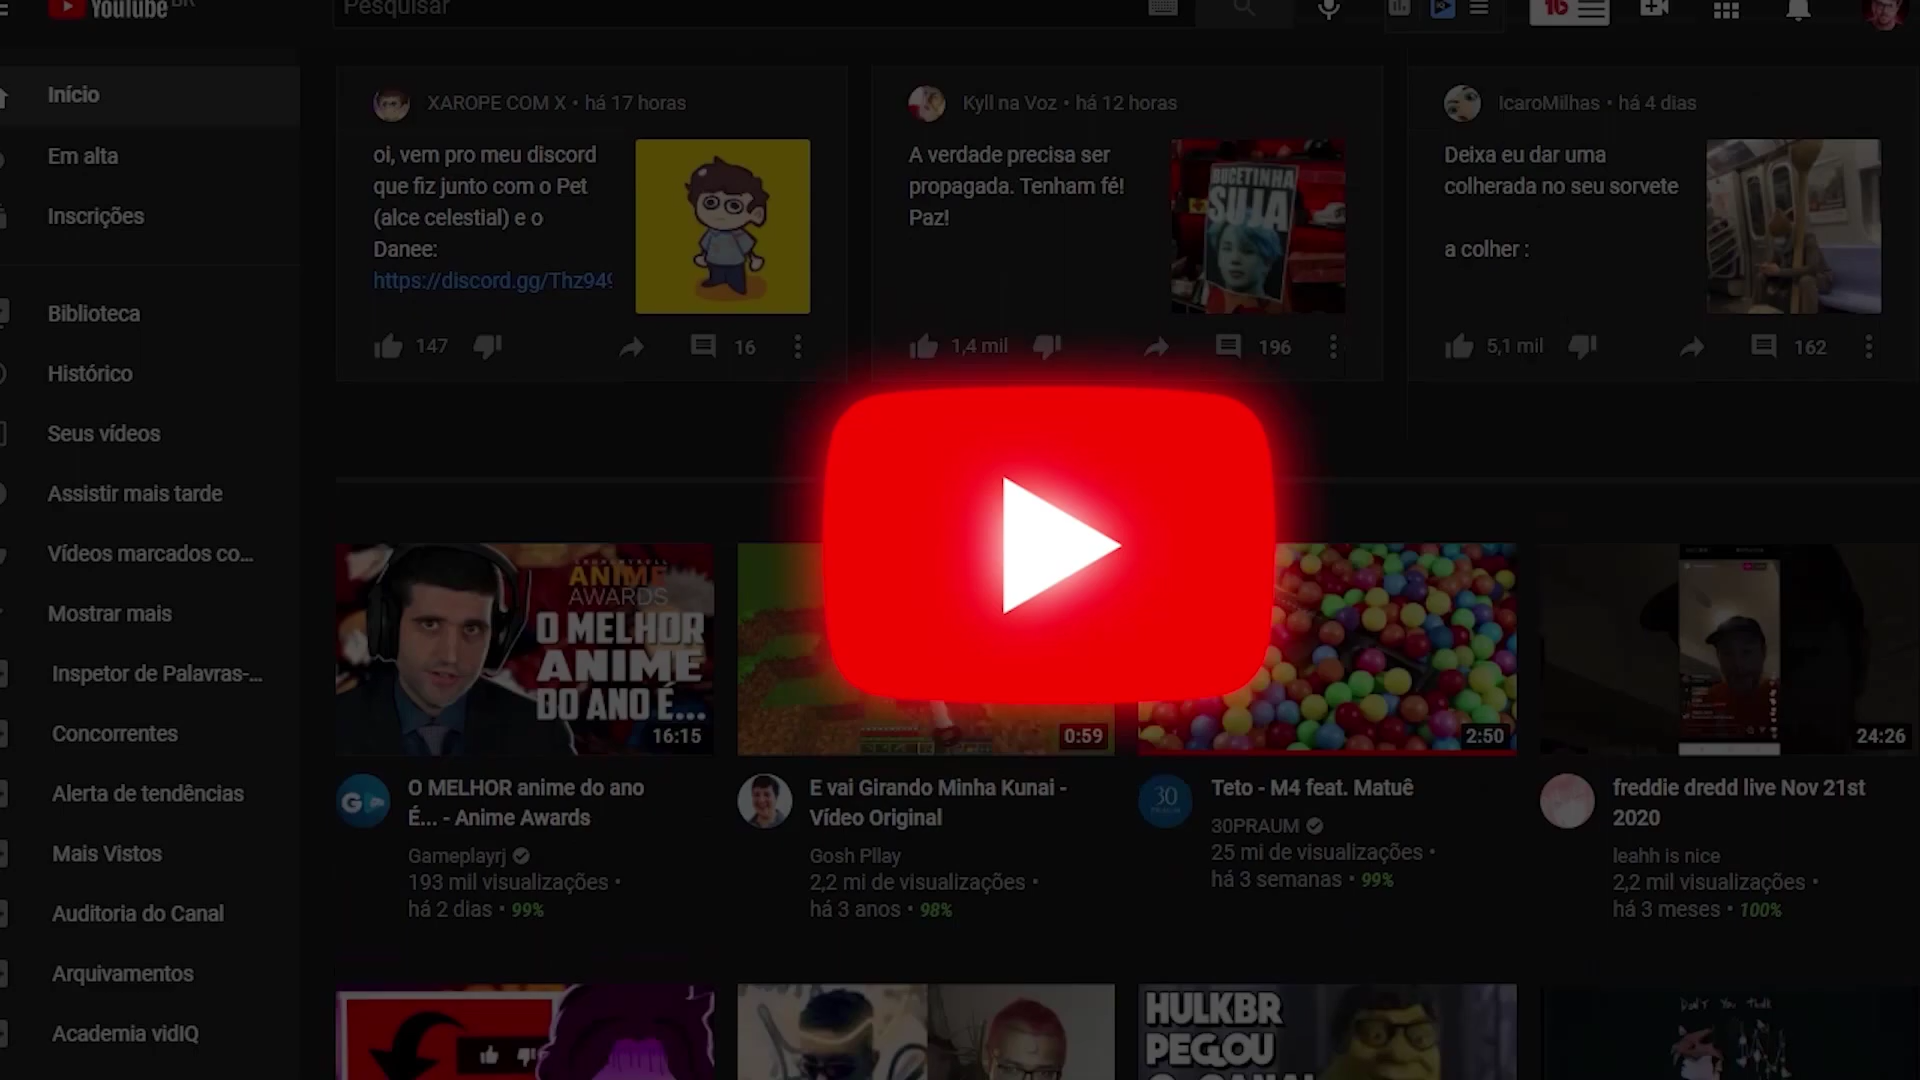 YouTube BR
Pesquisar
Início
Em alta
Inscrições
Biblioteca
Histórico
Seus vídeos
Assistir mais tarde
Vídeos marcados co...
Mostrar mais
Inspetor de Palavras-...
Concorrentes
Alerta de tendências
Mais Vistos
Auditoria do Canal
Arquivamentos
Academia vidIQ
XAROPE COM X • há 17 horas
oi, vem pro meu discord
que fiz junto com o Pet
(alce celestial) e o
Danee:
https://discord.gg/Thz949
147
16
Kyll na Voz • há 12 horas
A verdade precisa ser
propagada. Tenham fé!
Paz!
BUCETINHA
SUJA
1,4 mil
196
IcaroMilhas • há 4 dias
Deixa eu dar uma
colherada no seu sorvete
a colher :
5,1 mil
162
ANIME
AWARDS
O MELHOR
ANIME
DO ANO É...
16:15
0:59
2:50
24:26
O MELHOR anime do ano
É... - Anime Awards
Gameplayrj
193 mil visualizações •
há 2 dias • 99%
E vai Girando Minha Kunai -
Vídeo Original
Gosh Pllay
2,2 mi de visualizações •
há 3 anos • 98%
30
Teto - M4 feat. Matuê
30PRAUM
25 mi de visualizações •
há 3 semanas • 99%
freddie dredd live Nov 21st
2020
leahh is nice
2,2 mil visualizações •
há 3 meses • 100%
HULKBR
PEGOU
O CANAL
Don't You think